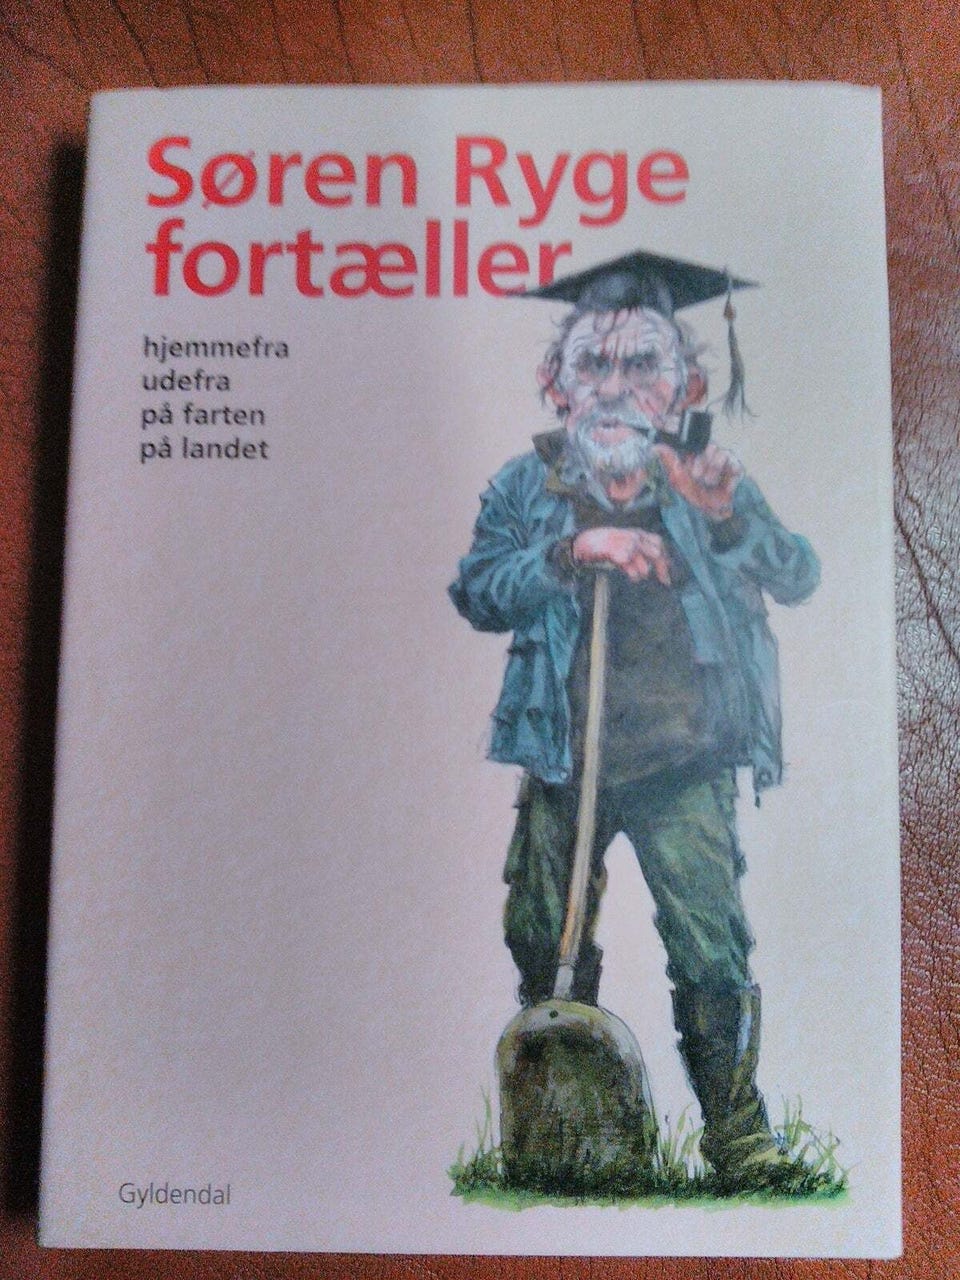 Søren Ryge
fortæller
hjemmefra
udefra
på farten
på landet
Gyldendal